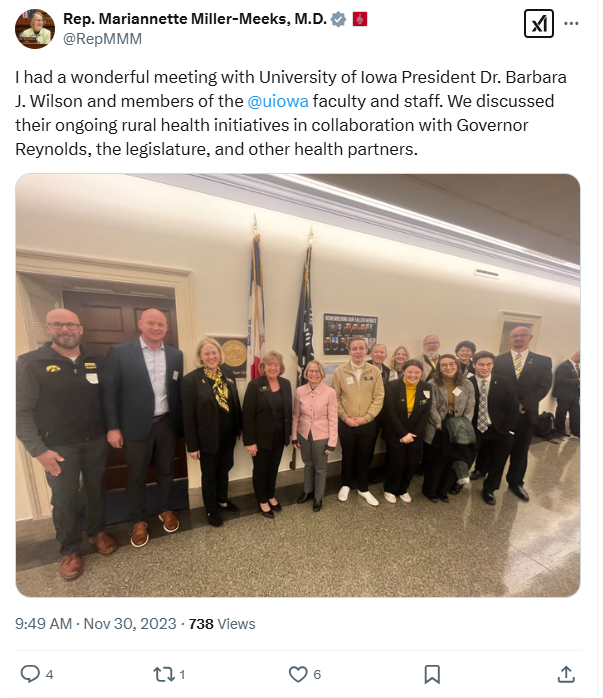 Rep. Mariannette Miller-Meeks, M.D.
@RepMMM
I had a wonderful meeting with University of Iowa President Dr. Barbara
J. Wilson and members of the @uiowa faculty and staff. We discussed
their ongoing rural health initiatives in collaboration with Governor
Reynolds, the legislature, and other health partners.
REMEMBERING OUR FALLEN HEROES
9:49 AM · Nov 30, 2023 · 738 Views
4
1
6